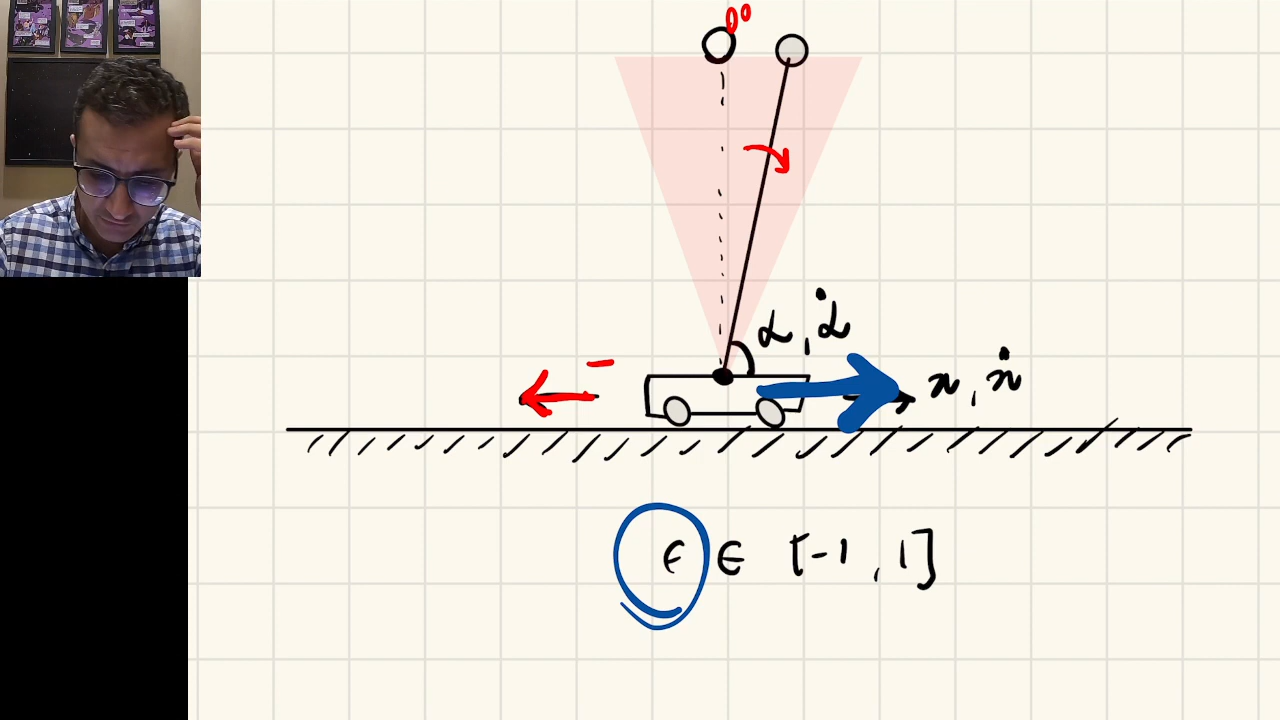 0°
α, α̇
−
x, ẋ
F ∈ [-1, 1]